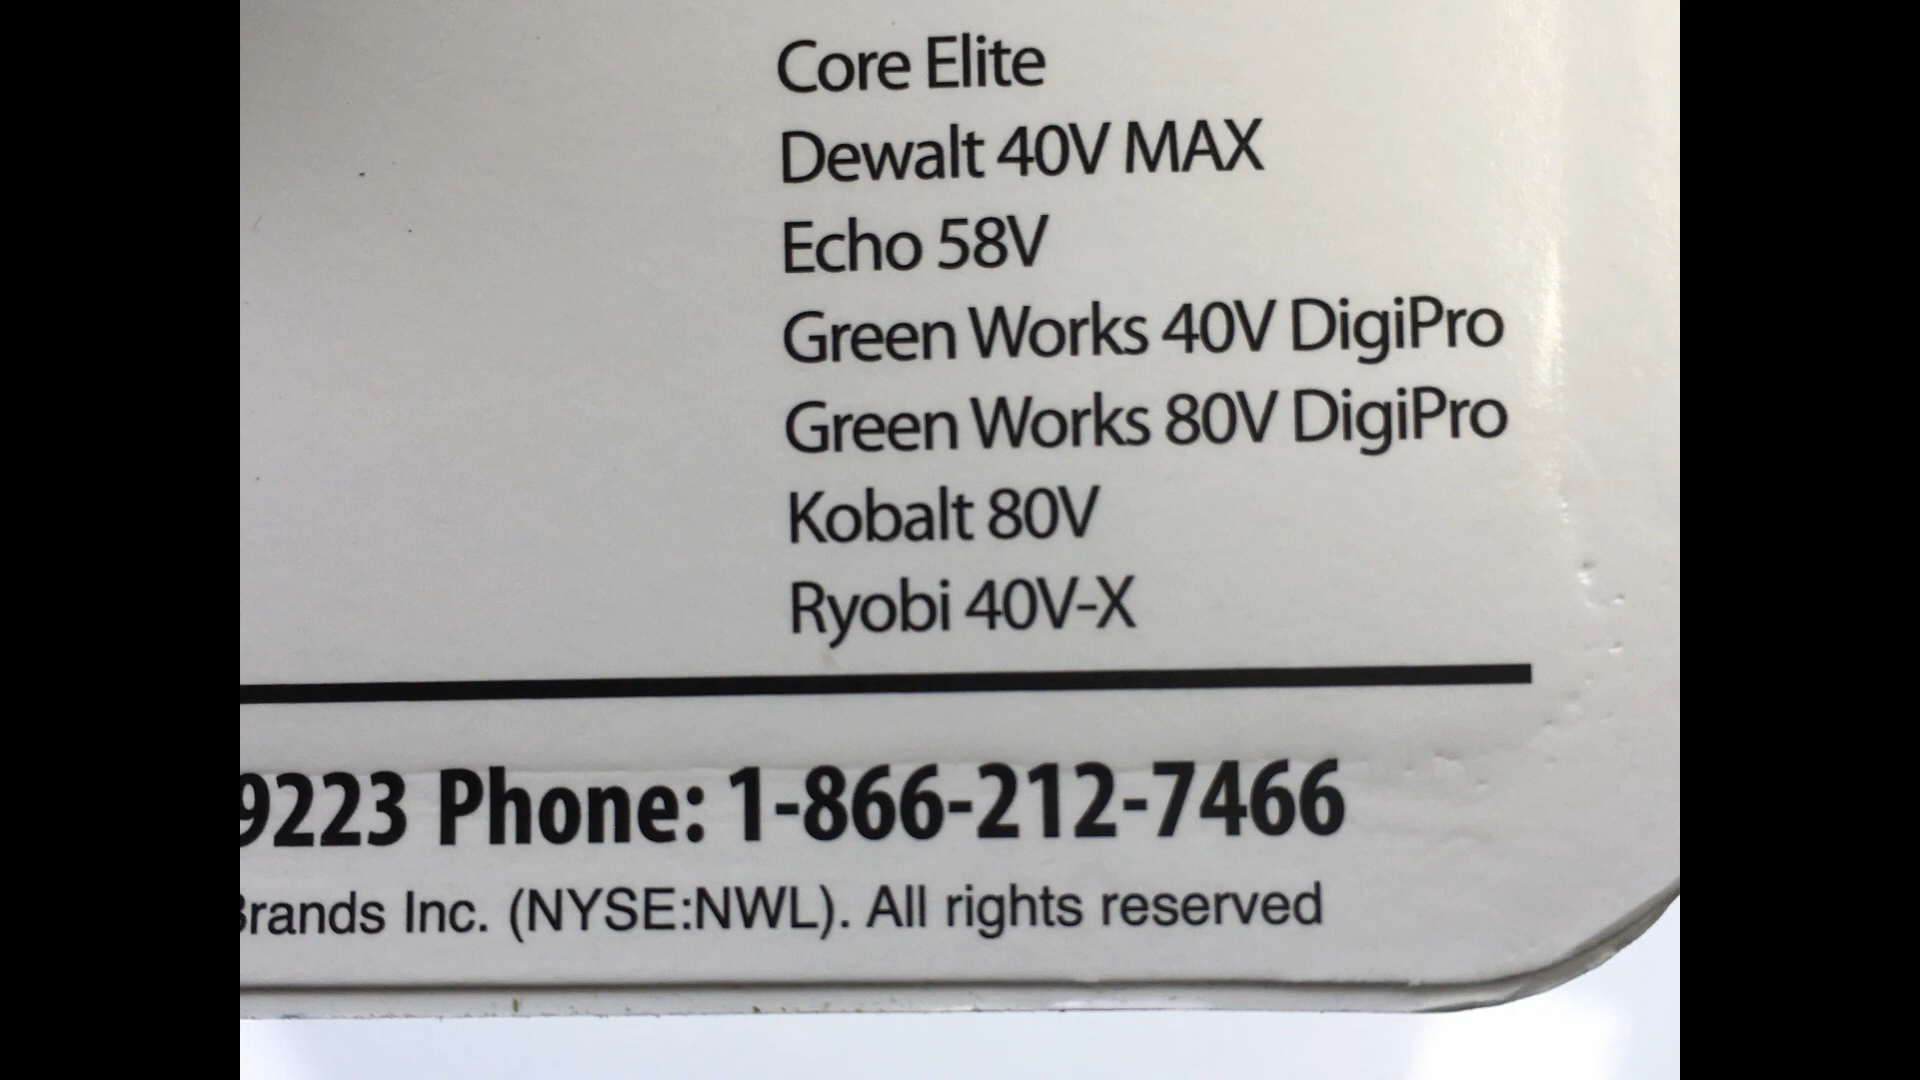 Core Elite
Dewalt 40V MAX
Echo 58V
Green Works 40V DigiPro
Green Works 80V DigiPro
Kobalt 80V
Ryobi 40V-X
9223 Phone: 1-866-212-7466
Brands Inc. (NYSE:NWL). All rights reserved